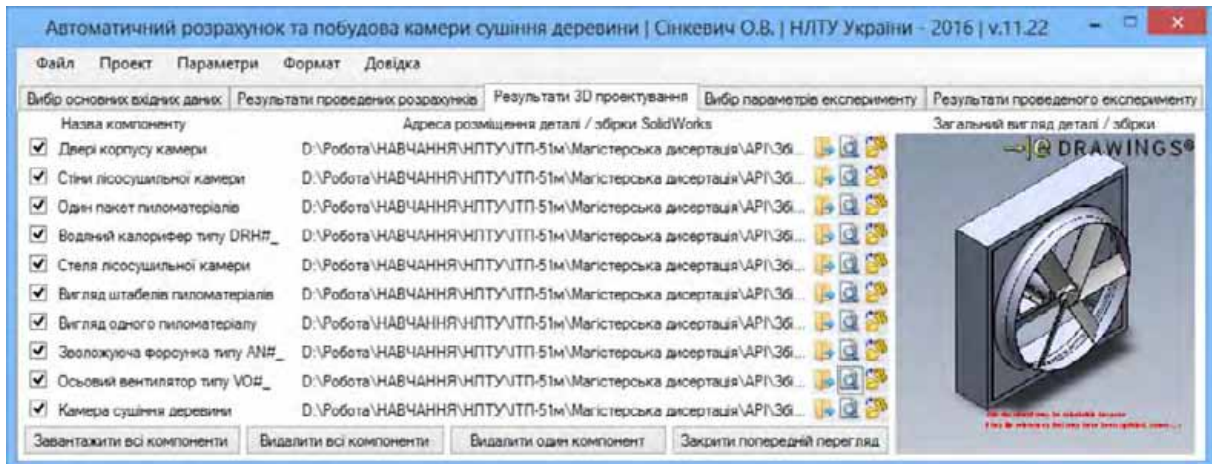 Автоматичний розрахунок та побудова камери сушіння деревини | Сінкевич О.В. | НЛТУ України - 2016 | v.11.22
Файл Проект Параметри Формат Довідка
Вибір основних вхідних даних Результати проведених розрахунків Результати 3D проектування Вибір параметрів експерименту Результати проведеного експерименту
Назва компоненту Адреса розміщення деталі / збірки SolidWorks Загальний вигляд деталі / збірки
Двері корпусу камери D:\Робота\НАВЧАННЯ\НЛТУ\ІТП-51м\Магістерська дисертація\API\Збі...
Стіни лісосушильної камери D:\Робота\НАВЧАННЯ\НЛТУ\ІТП-51м\Магістерська дисертація\API\Збі...
Один пакет пиломатеріалів D:\Робота\НАВЧАННЯ\НЛТУ\ІТП-51м\Магістерська дисертація\API\Збі...
Водяний калорифер типу DRH#_ D:\Робота\НАВЧАННЯ\НЛТУ\ІТП-51м\Магістерська дисертація\API\Збі...
Стеля лісосушильної камери D:\Робота\НАВЧАННЯ\НЛТУ\ІТП-51м\Магістерська дисертація\API\Збі...
Вигляд штабелів пиломатеріалів D:\Робота\НАВЧАННЯ\НЛТУ\ІТП-51м\Магістерська дисертація\API\Збі...
Вигляд одного пиломатеріалу D:\Робота\НАВЧАННЯ\НЛТУ\ІТП-51м\Магістерська дисертація\API\Збі...
Зволожуюча форсунка типу AN#_ D:\Робота\НАВЧАННЯ\НЛТУ\ІТП-51м\Магістерська дисертація\API\Збі...
Осьовий вентилятор типу VO#_ D:\Робота\НАВЧАННЯ\НЛТУ\ІТП-51м\Магістерська дисертація\API\Збі...
Камера сушіння деревини D:\Робота\НАВЧАННЯ\НЛТУ\ІТП-51м\Магістерська дисертація\API\Збі...
Завантажити всі компоненти Видалити всі компоненти Видалити один компонент Закрити попередній перегляд
DRAWINGS®